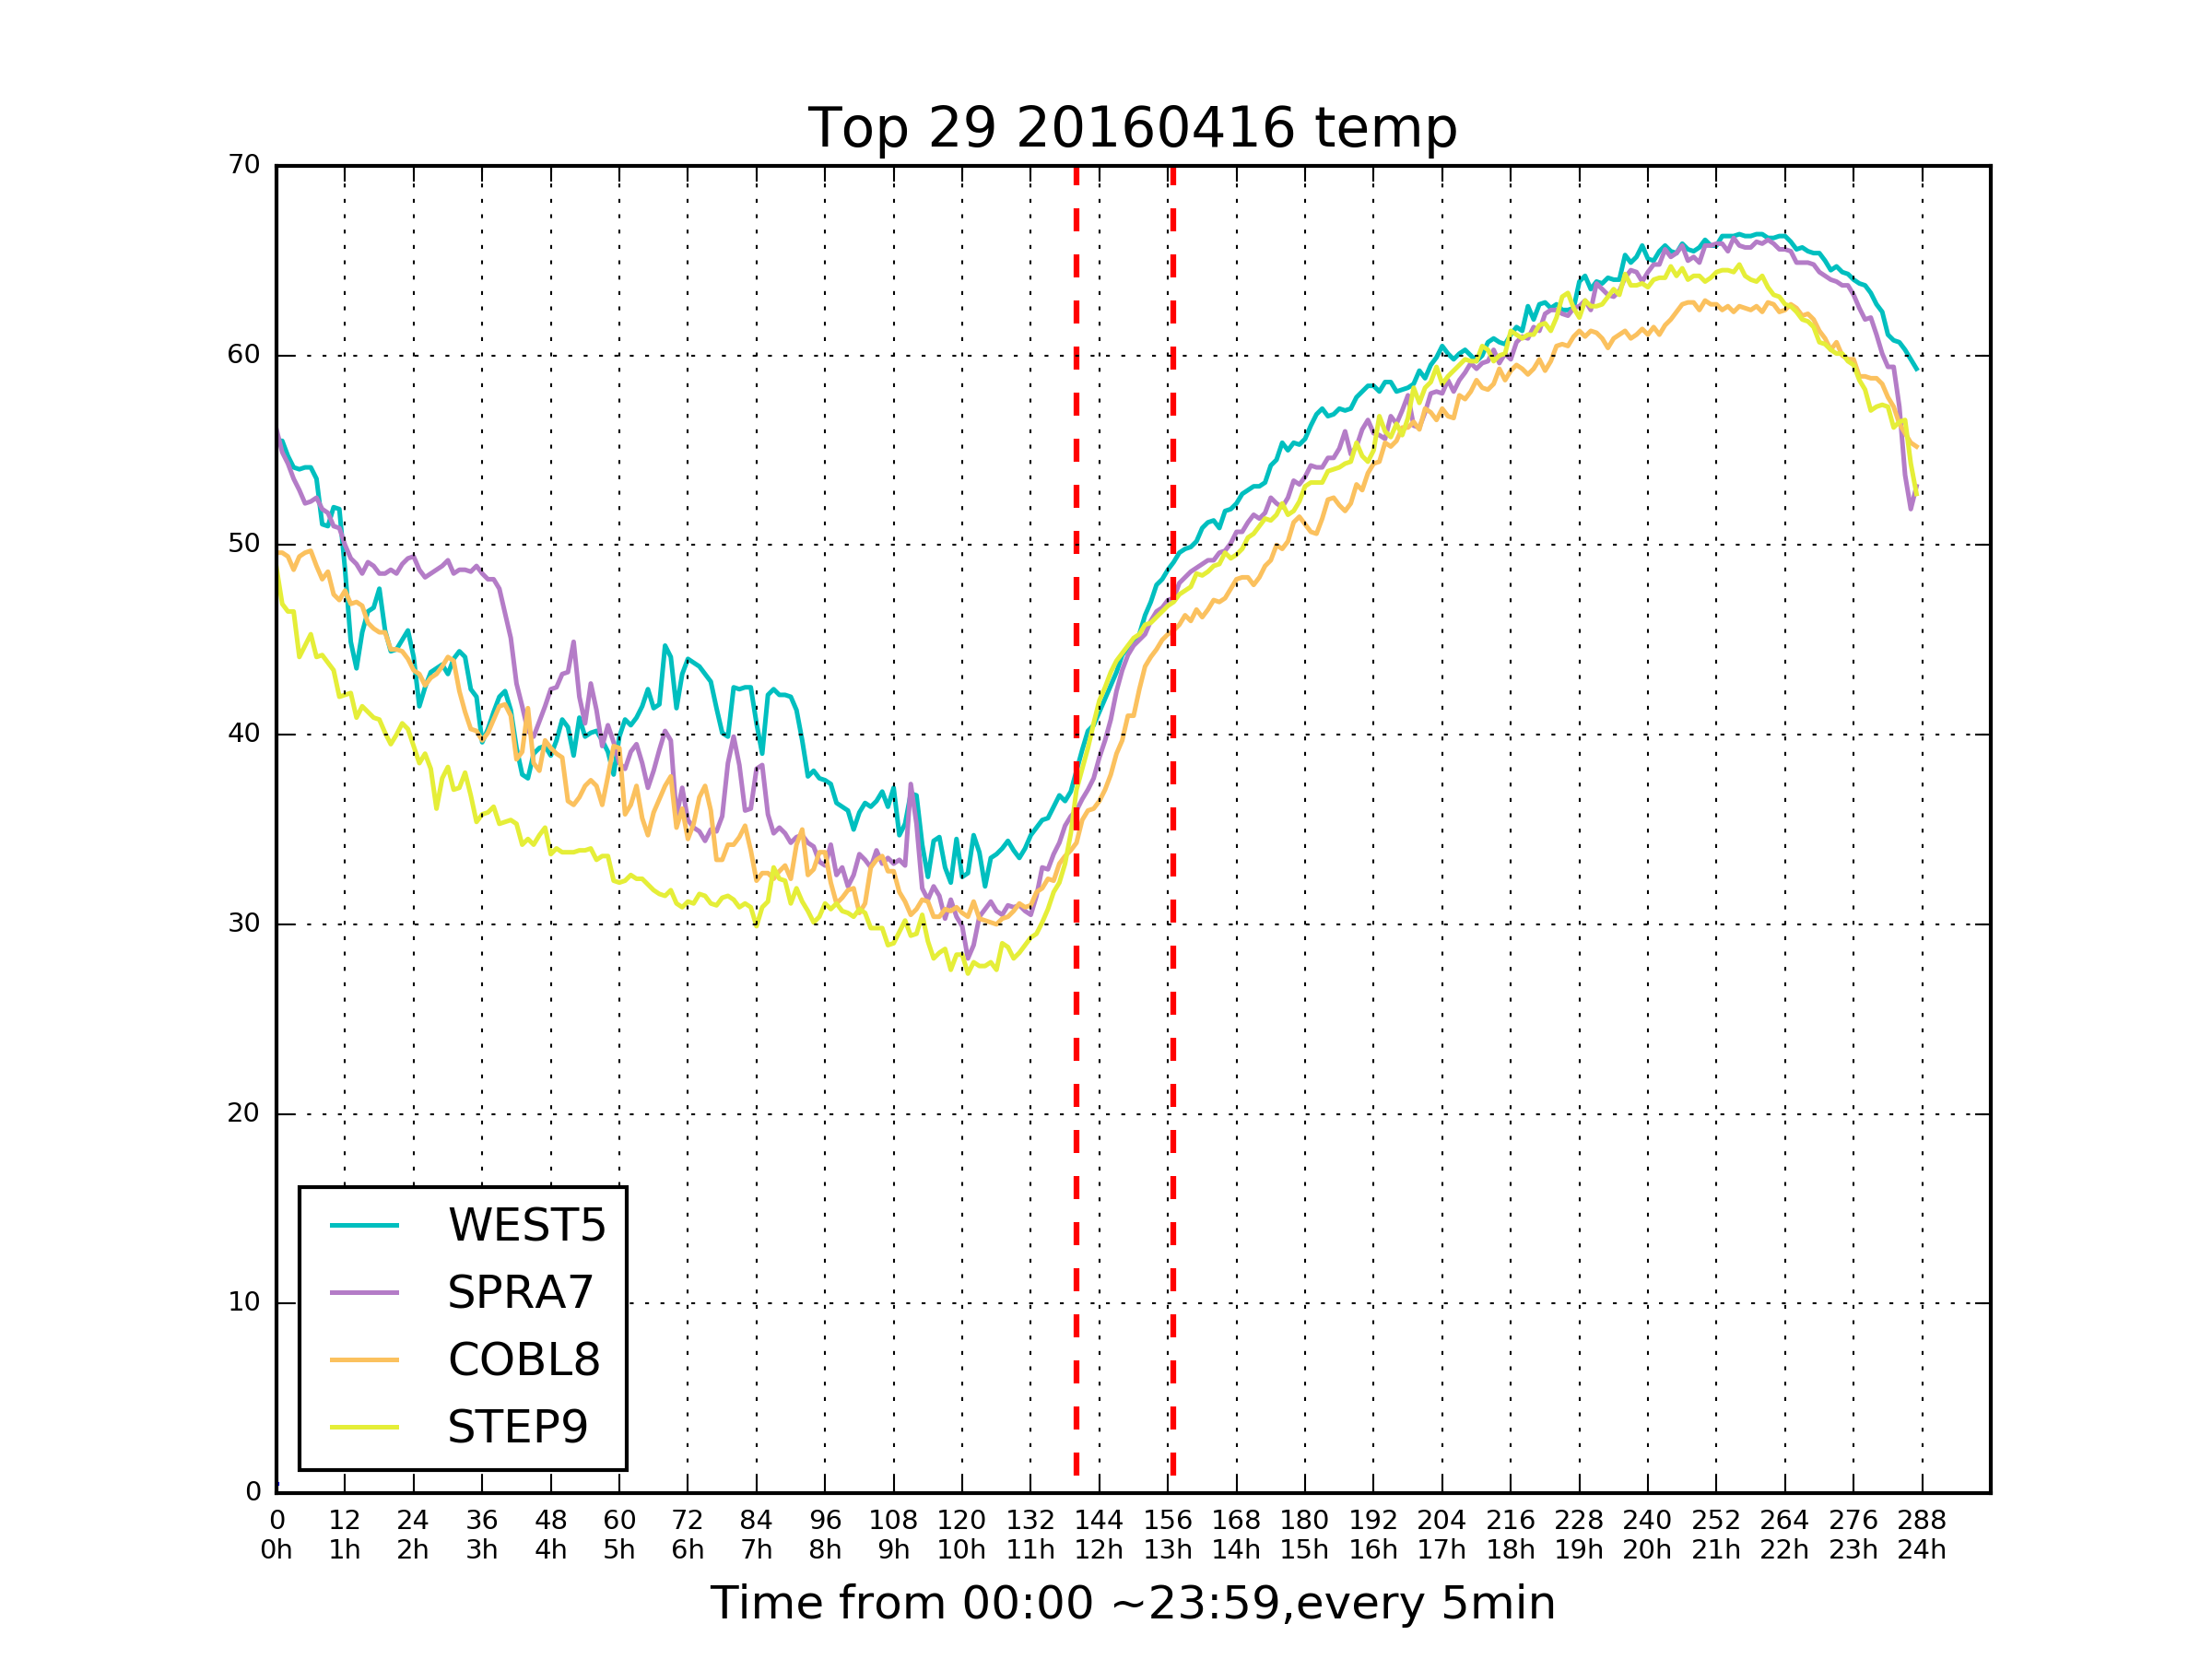 Top 29 20160416 temp
70
60
50
40
30
20
10
0
WEST5
SPRA7
COBL8
STEP9
0 12 24 36 48 60 72 84 96 108 120 132 144 156 168 180 192 204 216 228 240 252 264 276 288
0h 1h 2h 3h 4h 5h 6h 7h 8h 9h 10h 11h 12h 13h 14h 15h 16h 17h 18h 19h 20h 21h 22h 23h 24h
Time from 00:00 ~23:59,every 5min